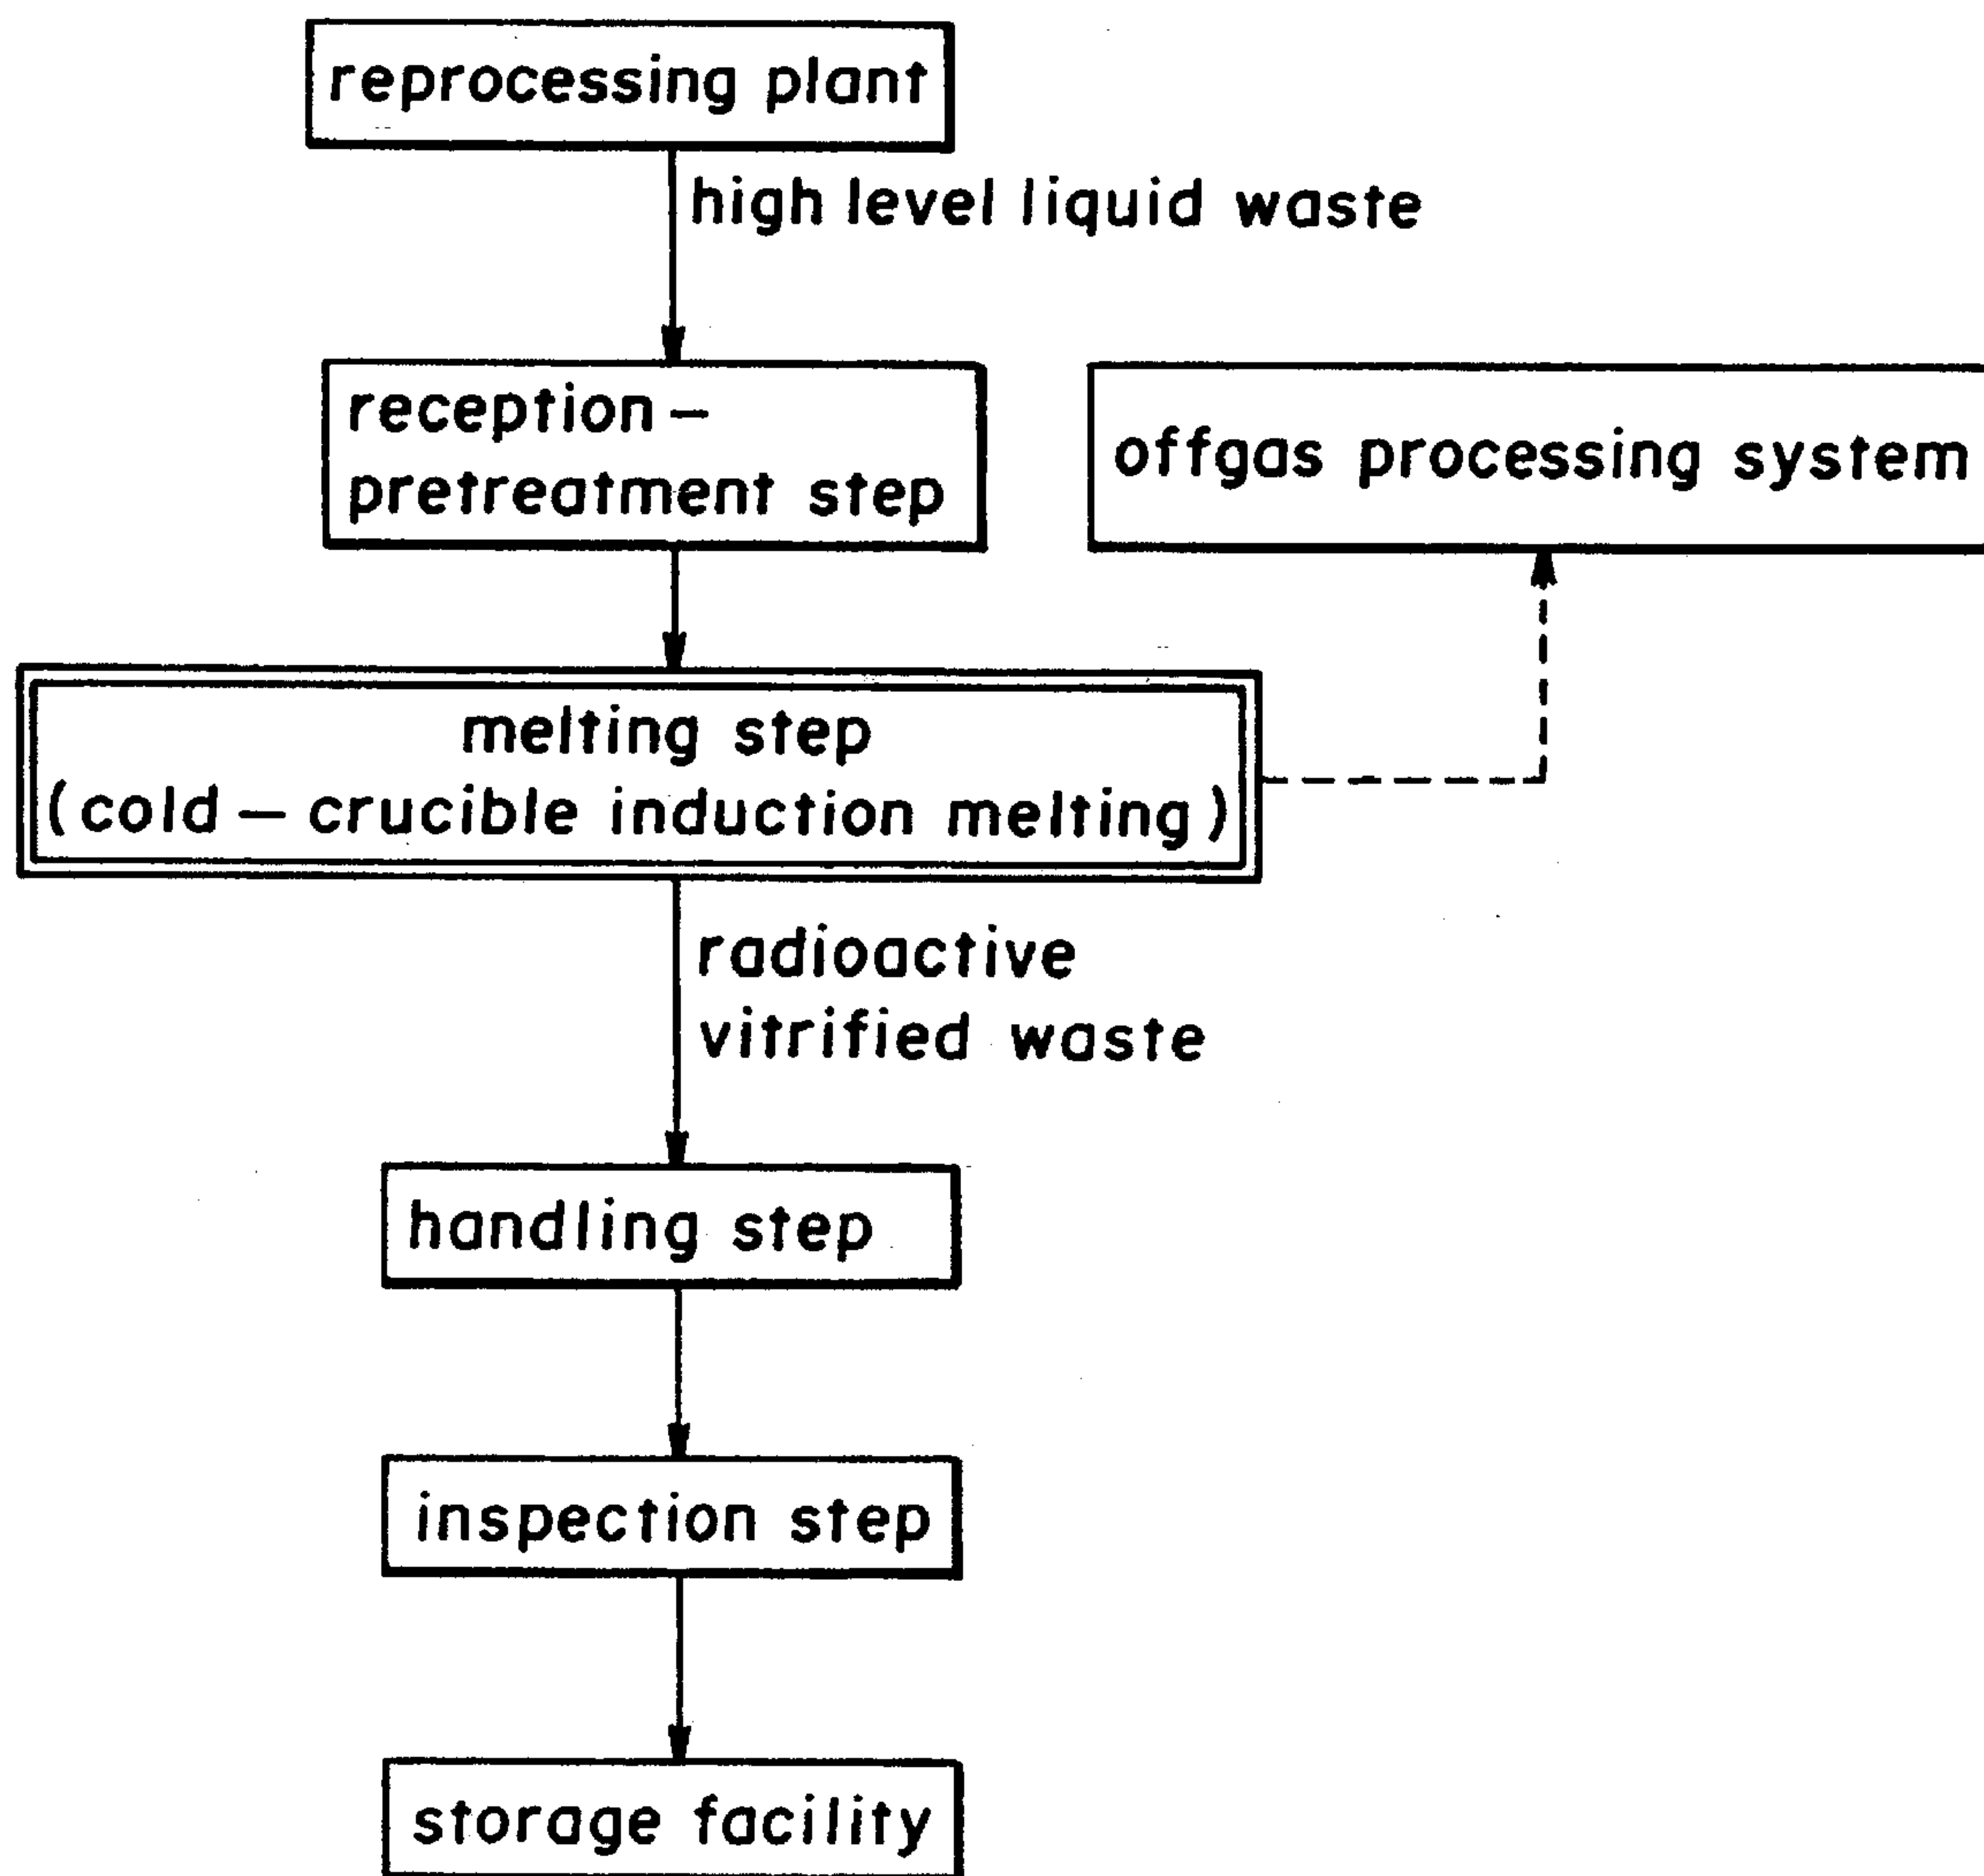 reprocessing plant
high level liquid waste
reception –
pretreatment step
offgas processing system
melting step
(cold – crucible induction melting)
radioactive
vitrified waste
handling step
inspection step
storage facility